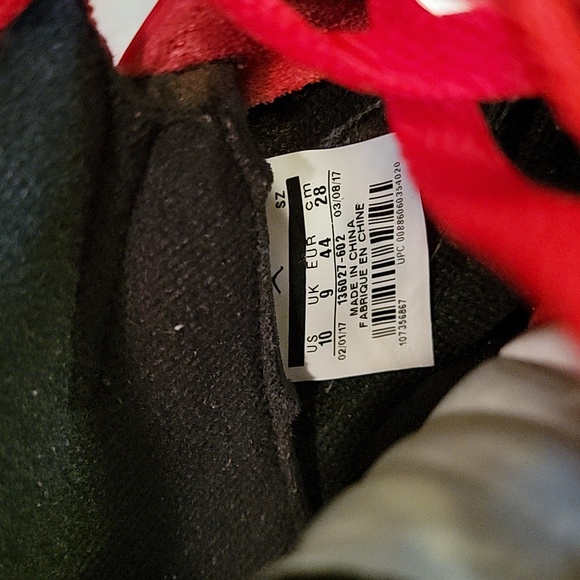 SZ
US UK EUR cm
10 9 44 28
02/01/17 136027-602 03/08/17
MADE IN CHINA
FABRIQUE EN CHINE
107356867 UPC 00886060354020